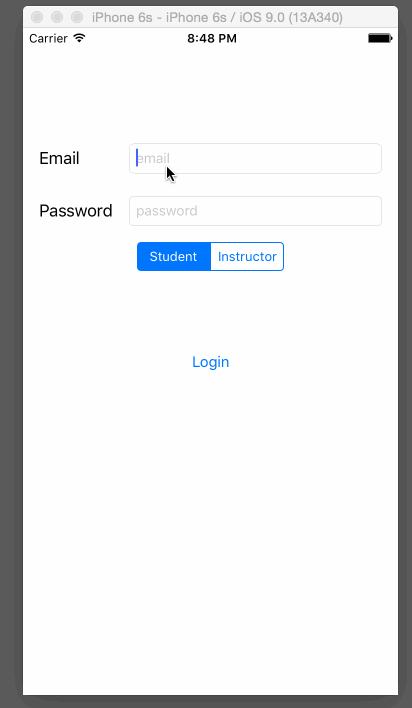 iPhone 6s - iPhone 6s / iOS 9.0 (13A340)
Carrier 8:48 PM
Email email
Password password
Student Instructor
Login